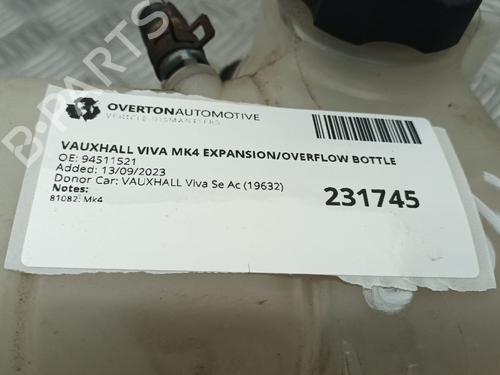 OVERTONAUTOMOTIVE
VEHICLE DISMANTLERS
VAUXHALL VIVA MK4 EXPANSION/OVERFLOW BOTTLE
OE: 94511521
Added: 13/09/2023
Donor Car: VAUXHALL Viva Se Ac (19632)
Notes:
81082: Mk4
231745
B-PARTS